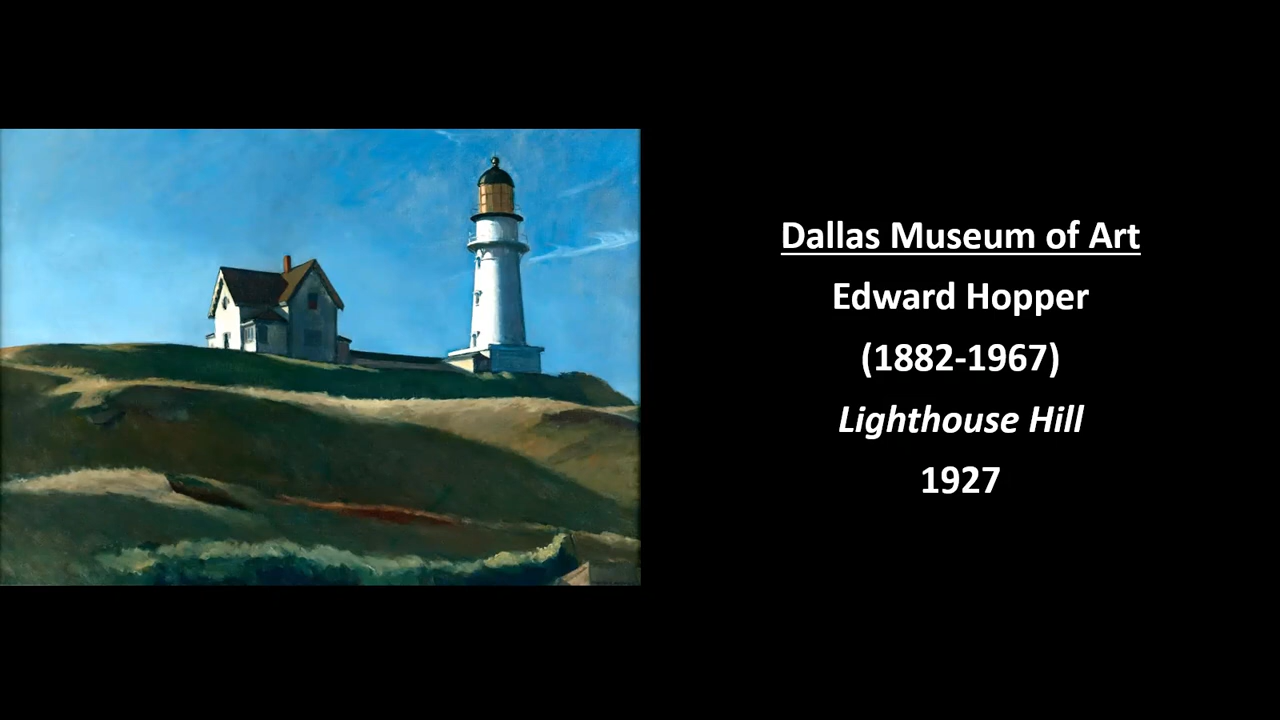 Dallas Museum of Art
Edward Hopper
(1882-1967)
Lighthouse Hill
1927